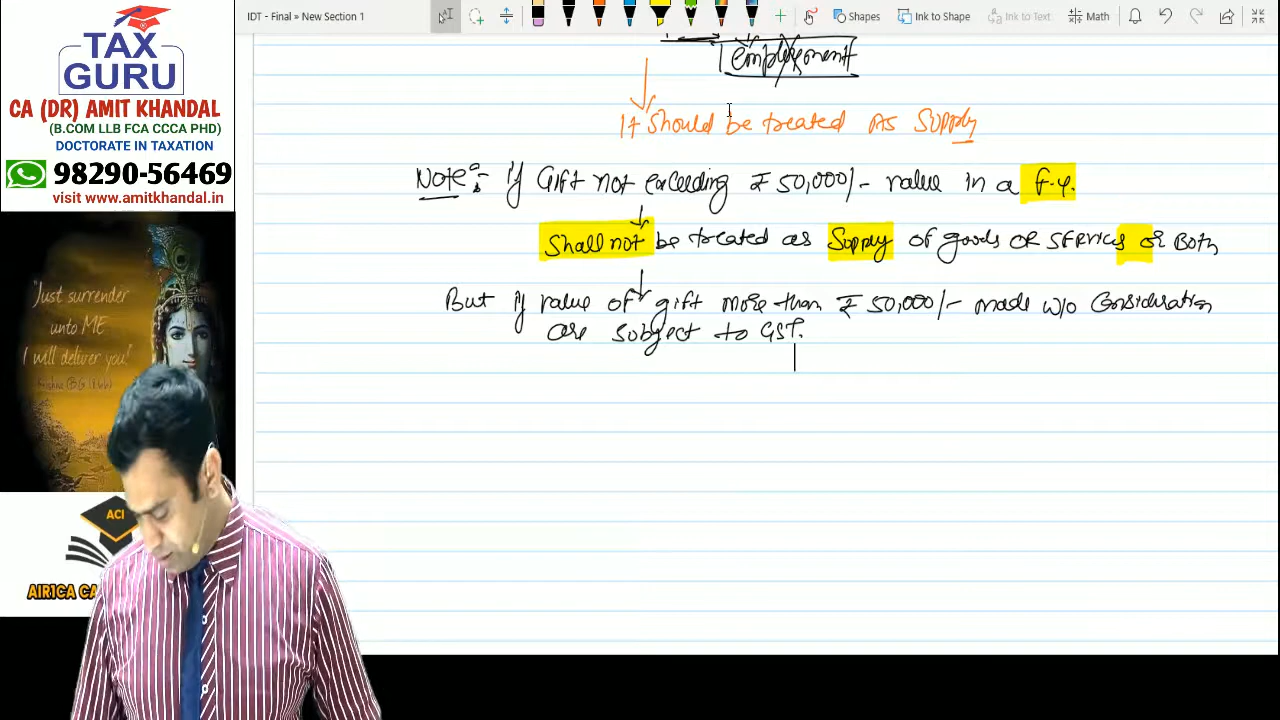 IDT - Final » New Section 1
Shapes
Ink to Shape
Ink to Text
Math
TAX
GURU
CA (DR) AMIT KHANDAL
(B.COM LLB FCA CCCA PHD)
DOCTORATE IN TAXATION
98290-56469
visit www.amitkhandal.in
"Just surrender
unto ME
I will deliver you!"
ACI
AIR1CA CA
employment
It should be treated As Supply
Note:- if Gift not exceeding ₹ 50,000/- value in a f.y.
Shall not be treated as Supply of goods or services or Both
But if value of gift more than ₹ 50,000/- made w/o Consideration
are subject to GST.